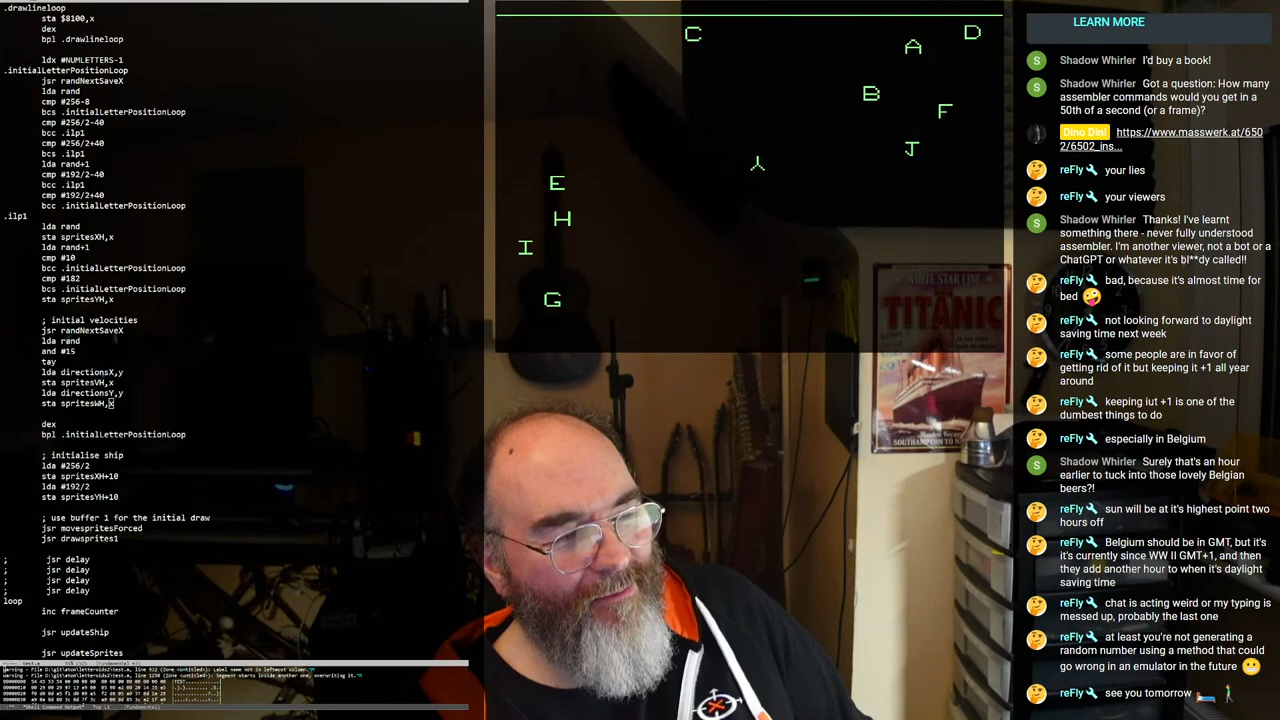 .drawlineloop
sta $8100,x
dex
bpl .drawlineloop
ldx #NUMLETTERS-1
.initialLetterPositionLoop
jsr randNextSaveX
lda rand
cmp #256-8
bcs .initialLetterPositionLoop
cmp #256/2-40
bcc .ilp1
cmp #256/2+40
bcs .ilp1
lda rand+1
cmp #192/2-40
bcc .ilp1
cmp #192/2+40
bcc .initialLetterPositionLoop
.ilp1
lda rand
sta spritesXH,x
lda rand+1
cmp #10
bcc .initialLetterPositionLoop
cmp #182
bcs .initialLetterPositionLoop
sta spritesYH,x
; initial velocities
jsr randNextSaveX
lda rand
and #15
tay
lda directionsX,y
sta spritesVH,x
lda directionsY,y
sta spritesWH,x
dex
bpl .initialLetterPositionLoop
; initialise ship
lda #256/2
sta spritesXH+10
lda #192/2
sta spritesYH+10
; use buffer 1 for the initial draw
jsr movespritesForced
jsr drawsprites1
; jsr delay
; jsr delay
; jsr delay
; jsr delay
loop
inc frameCounter
jsr updateShip
jsr updateSprites
C
A
D
B
F
J
E
H
I
G
WHITE STAR LINE
TITANIC
SOUTHAMPTON TO N
LEARN MORE
S Shadow Whirler I'd buy a book!
S Shadow Whirler Got a question: How many
assembler commands would you get in a
50th of a second (or a frame)?
Dino Dini https://www.masswerk.at/650
2/6502_ins...
reFly your lies
reFly your viewers
S Shadow Whirler Thanks! I've learnt
something there - never fully understood
assembler. I'm another viewer, not a bot or a
ChatGPT or whatever it's bl**dy called!!
reFly bad, because it's almost time for
bed
reFly not looking forward to daylight
saving time next week
reFly some people are in favor of
getting rid of it but keeping it +1 all year
around
reFly keeping iut +1 is one of the
dumbest things to do
reFly especially in Belgium
S Shadow Whirler Surely that's an hour
earlier to tuck into those lovely Belgian
beers?!
reFly sun will be at it's highest point two
hours off
reFly Belgium should be in GMT, but it's
it's currently since WW II GMT+1, and then
they add another hour to when it's daylight
saving time
reFly chat is acting weird or my typing is
messed up, probably the last one
reFly at least you're not generating a
random number using a method that could
go wrong in an emulator in the future
reFly see you tomorrow